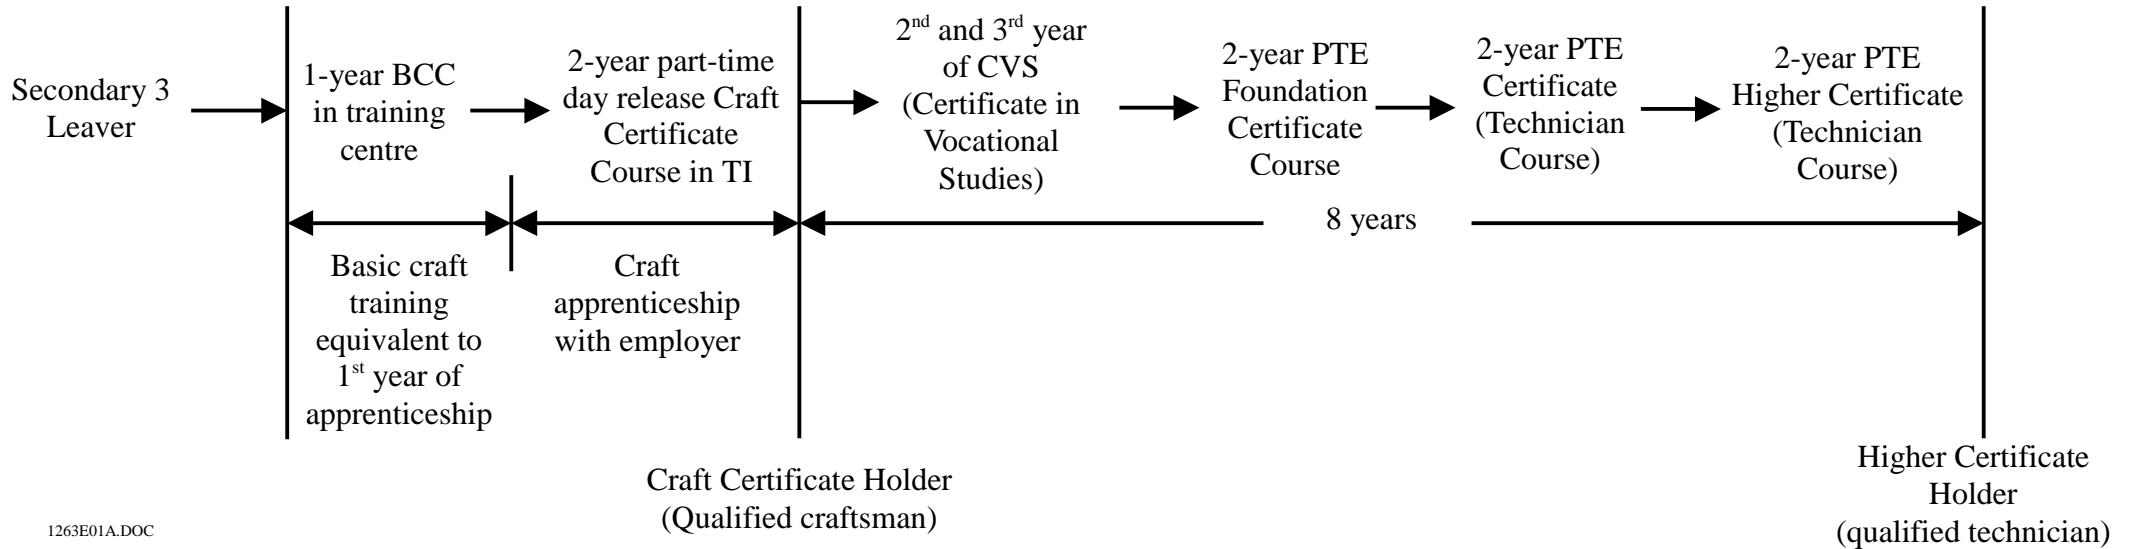 Secondary 3
Leaver
1-year BCC
in training
centre
2-year part-time
day release Craft
Certificate
Course in TI
2nd and 3rd year
of CVS
(Certificate in
Vocational
Studies)
2-year PTE
Foundation
Certificate
Course
2-year PTE
Certificate
(Technician
Course)
2-year PTE
Higher Certificate
(Technician
Course)
8 years
Basic craft
training
equivalent to
1st year of
apprenticeship
Craft
apprenticeship
with employer
Craft Certificate Holder
(Qualified craftsman)
Higher Certificate
Holder
(qualified technician)
1263E01A.DOC